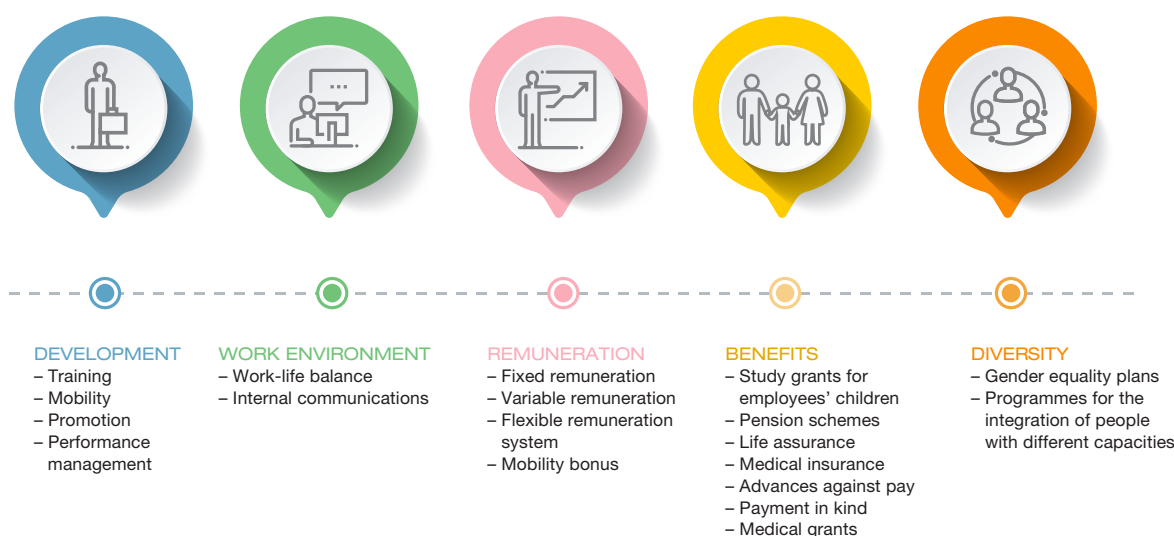 DEVELOPMENT
– Training
– Mobility
– Promotion
– Performance
management
WORK ENVIRONMENT
– Work-life balance
– Internal communications
REMUNERATION
– Fixed remuneration
– Variable remuneration
– Flexible remuneration
system
– Mobility bonus
BENEFITS
– Study grants for
employees’ children
– Pension schemes
– Life assurance
– Medical insurance
– Advances against pay
– Payment in kind
– Medical grants
DIVERSITY
– Gender equality plans
– Programmes for the
integration of people
with different capacities